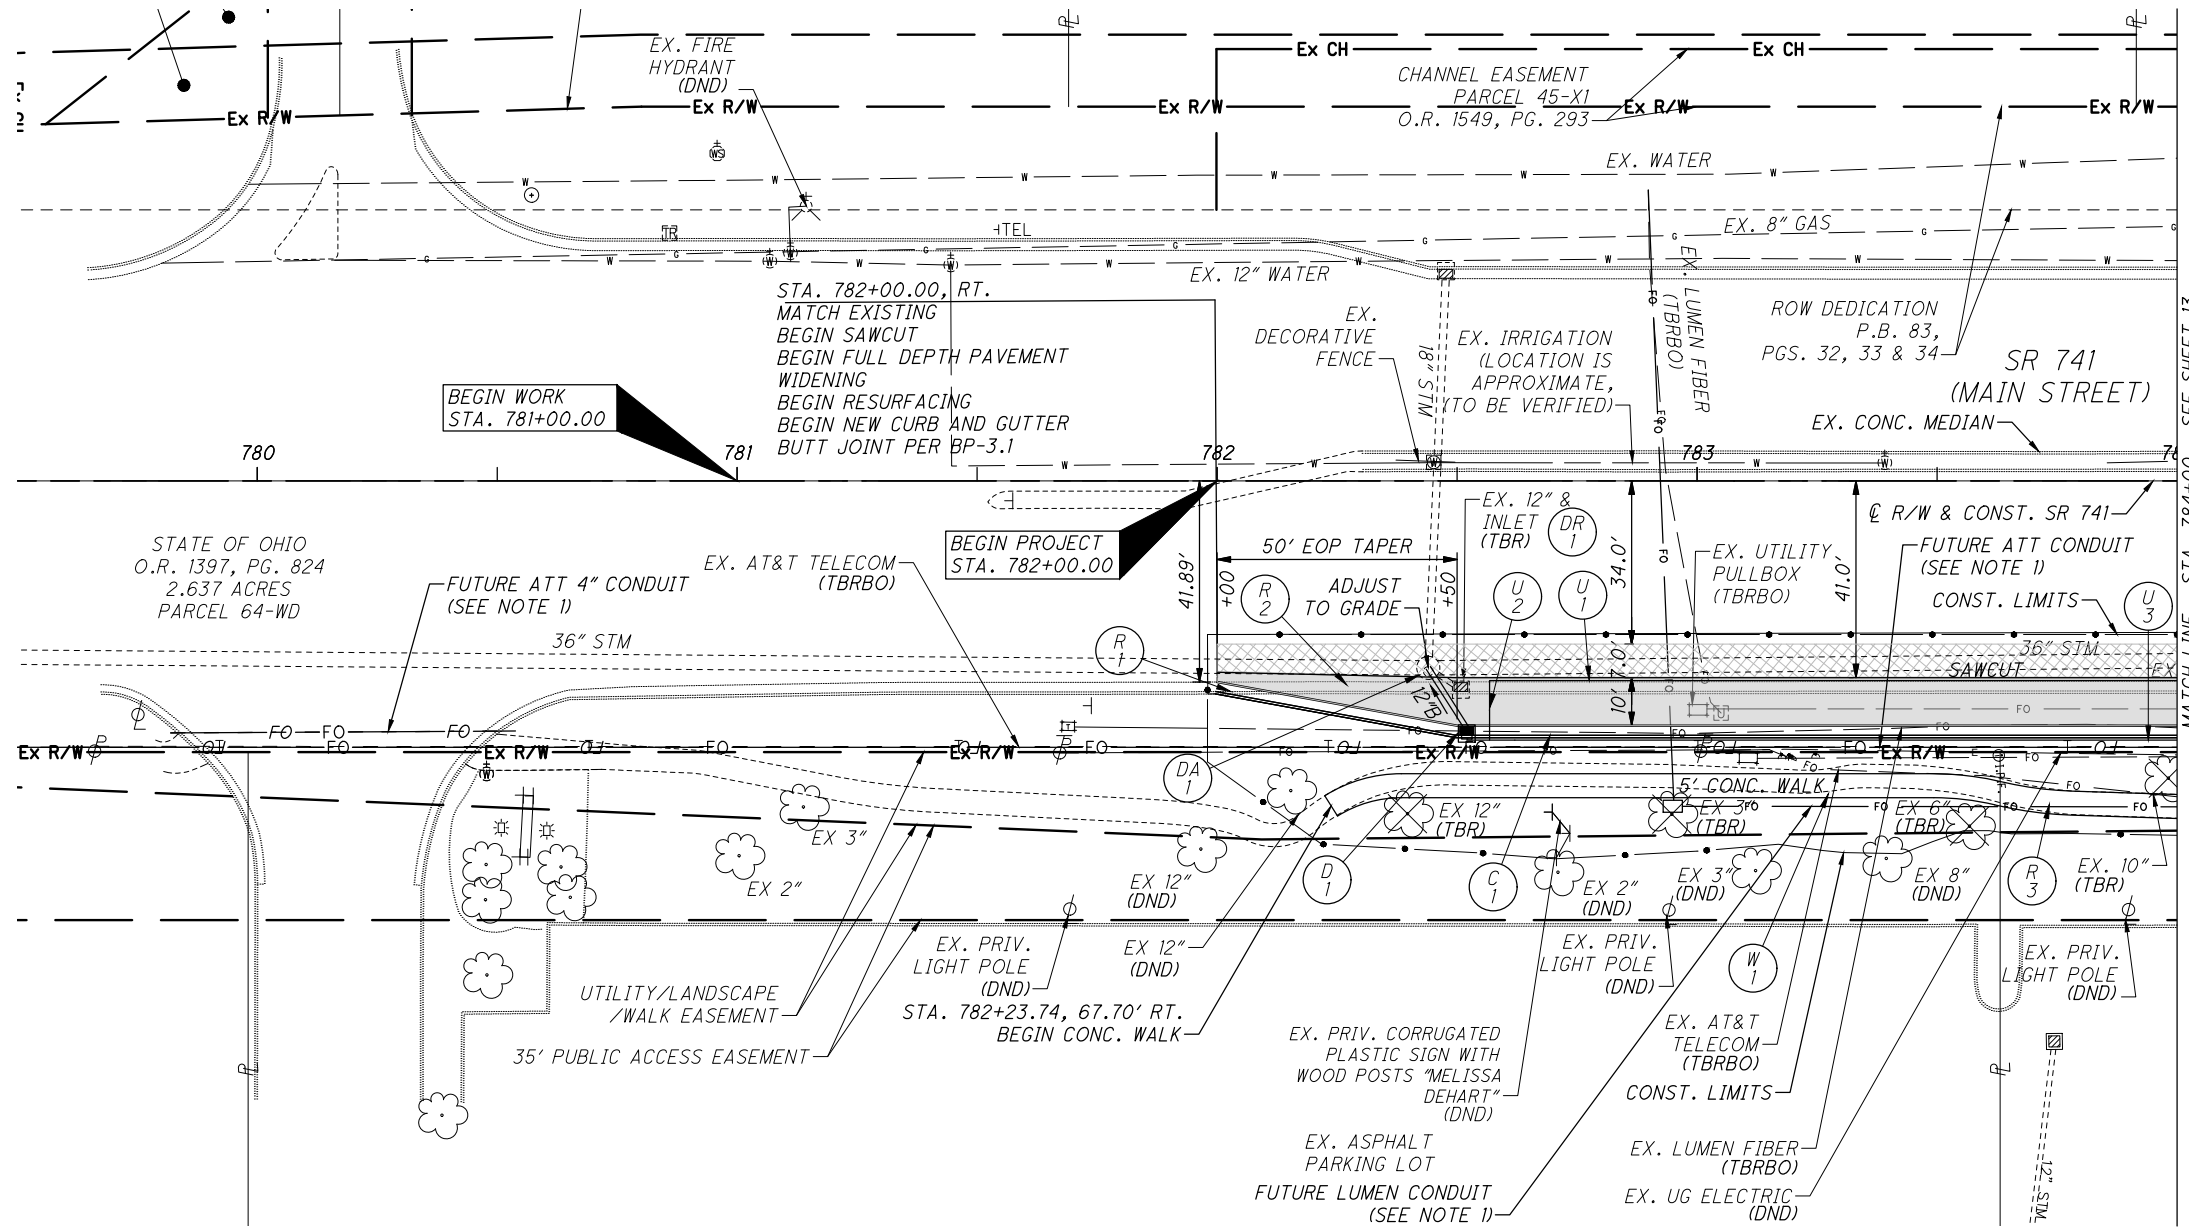 EX. FIRE
HYDRANT
(DND)
Ex CH
Ex CH
CHANNEL EASEMENT
PARCEL 45-X1
O.R. 1549, PG. 293
Ex R/W
Ex R/W
Ex R/W
Ex R/W
Ex R/W
EX. WATER
EX. 8" GAS
TEL
EX. 12" WATER
EX. LUMEN FIBER
(TBRBO)
STA. 782+00.00, RT.
MATCH EXISTING
BEGIN SAWCUT
BEGIN FULL DEPTH PAVEMENT
WIDENING
BEGIN RESURFACING
BEGIN NEW CURB AND GUTTER
BUTT JOINT PER BP-3.1
EX.
DECORATIVE
FENCE
18" STM
EX. IRRIGATION
(LOCATION IS
APPROXIMATE,
(TO BE VERIFIED)
ROW DEDICATION
P.B. 83,
PGS. 32, 33 & 34
SR 741
(MAIN STREET)
EX. CONC. MEDIAN
BEGIN WORK
STA. 781+00.00
780
781
782
783
MATCH LINE STA. 784+00 SEE SHEET 13
BEGIN PROJECT
STA. 782+00.00
STATE OF OHIO
O.R. 1397, PG. 824
2.637 ACRES
PARCEL 64-WD
FUTURE ATT 4" CONDUIT
(SEE NOTE 1)
EX. AT&T TELECOM
(TBRBO)
41.89'
+00
50' EOP TAPER
+50
EX. 12" &
INLET
(TBR)
DR
1
34.0'
41.0'
7.0'
10'
℄ R/W & CONST. SR 741
EX. UTILITY
PULLBOX
(TBRBO)
FUTURE ATT CONDUIT
(SEE NOTE 1)
CONST. LIMITS
U
3
R
2
ADJUST
TO GRADE
U
2
U
1
R
1
36" STM
36" STM
SAWCUT
EX
12"B
FO
FO
FO
Ex R/W
Ex R/W
Ex R/W
Ex R/W
Ex R/W
DA
1
5' CONC. WALK
EX 3"
EX 2"
EX 12"
(DND)
EX 12"
(TBR)
EX 3"
(TBR)
EX 6"
(TBR)
D
1
C
1
EX 2"
(DND)
EX 3"
(DND)
EX 8"
(DND)
R
3
EX. 10"
(TBR)
W
1
EX. PRIV.
LIGHT POLE
(DND)
EX 12"
(DND)
EX. PRIV.
LIGHT POLE
(DND)
EX. PRIV.
LIGHT POLE
(DND)
UTILITY/LANDSCAPE
/WALK EASEMENT
35' PUBLIC ACCESS EASEMENT
STA. 782+23.74, 67.70' RT.
BEGIN CONC. WALK
EX. PRIV. CORRUGATED
PLASTIC SIGN WITH
WOOD POSTS "MELISSA
DEHART"
(DND)
EX. AT&T
TELECOM
(TBRBO)
CONST. LIMITS
EX. ASPHALT
PARKING LOT
EX. LUMEN FIBER
(TBRBO)
FUTURE LUMEN CONDUIT
(SEE NOTE 1)
EX. UG ELECTRIC
(DND)
12" STM